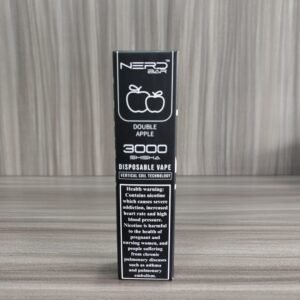 NERD™
BAR
DOUBLE
APPLE
3000
SHISHA
DISPOSABLE VAPE
VERTICAL COIL TECHNOLOGY
Health warning:
Contains nicotine
which causes severe
addiction, increased
heart rate and high
blood pressure.
Nicotine is harmful
to the health of
pregnant and
nursing women, and
people suffering
from chronic
pulmonary diseases
such as asthma
and pulmonary
embolism.